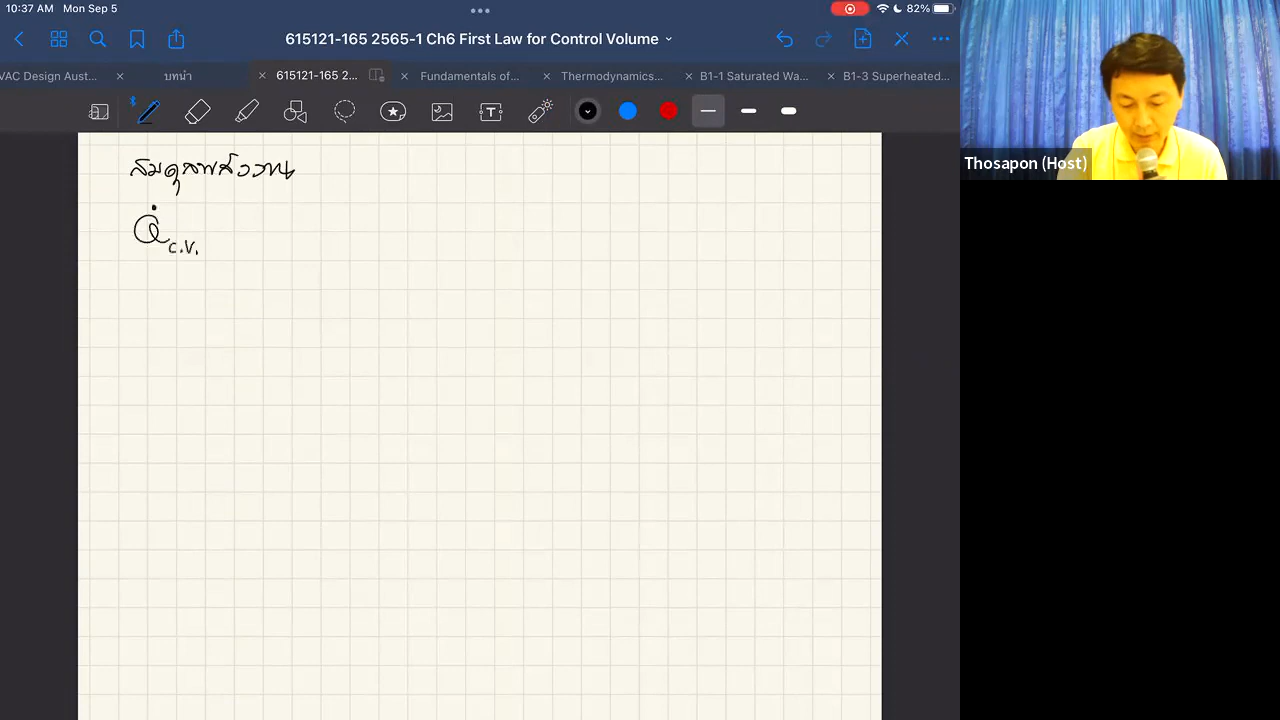 10:37 AM Mon Sep 5
82%
615121-165 2565-1 Ch6 First Law for Control Volume
VAC Design Aust...
บทนำ
615121-165 2...
Fundamentals of...
Thermodynamics...
B1-1 Saturated Wa...
B1-3 Superheated...
Thosapon (Host)
สมดุลพลังงาน
Q̇c.v.